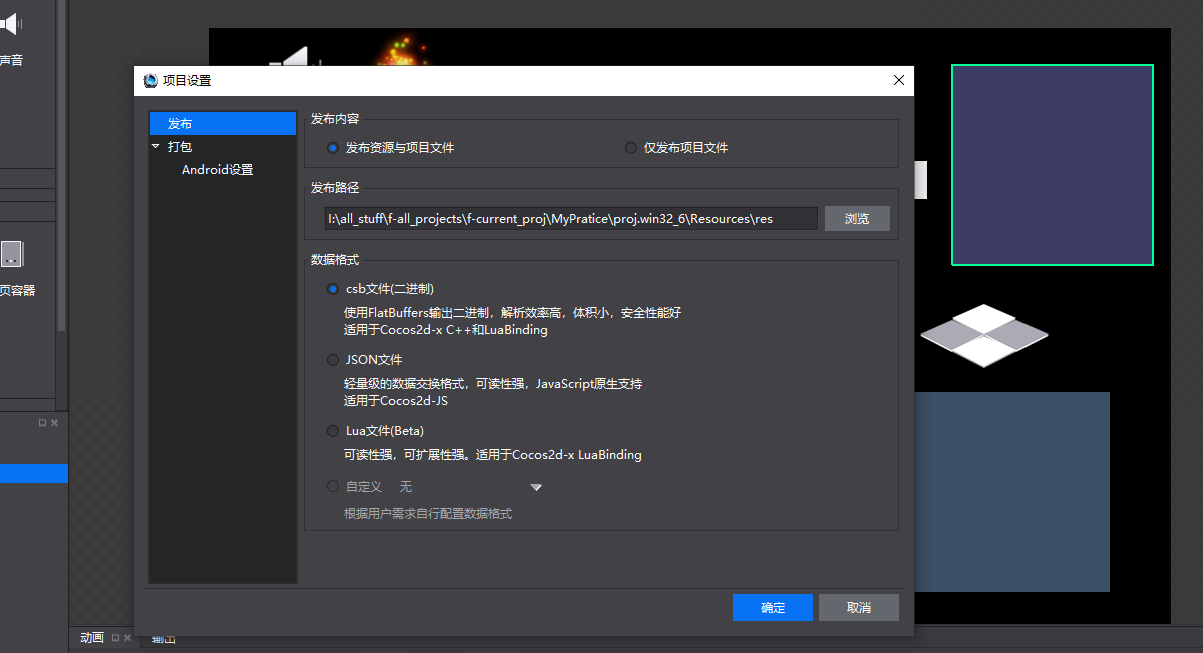 声音
页容器
项目设置
发布
打包
Android设置
发布内容
发布资源与项目文件
仅发布项目文件
发布路径
I:\all_stuff\f-all_projects\f-current_proj\MyPratice\proj.win32_6\Resources\res
浏览
数据格式
csb文件(二进制)
使用FlatBuffers输出二进制，解析效率高，体积小，安全性能好
适用于Cocos2d-x C++和LuaBinding
JSON文件
轻量级的数据交换格式，可读性强，JavaScript原生支持
适用于Cocos2d-JS
Lua文件(Beta)
可读性强，可扩展性强。适用于Cocos2d-x LuaBinding
自定义 无
根据用户需求自行配置数据格式
确定
取消
动画
输出